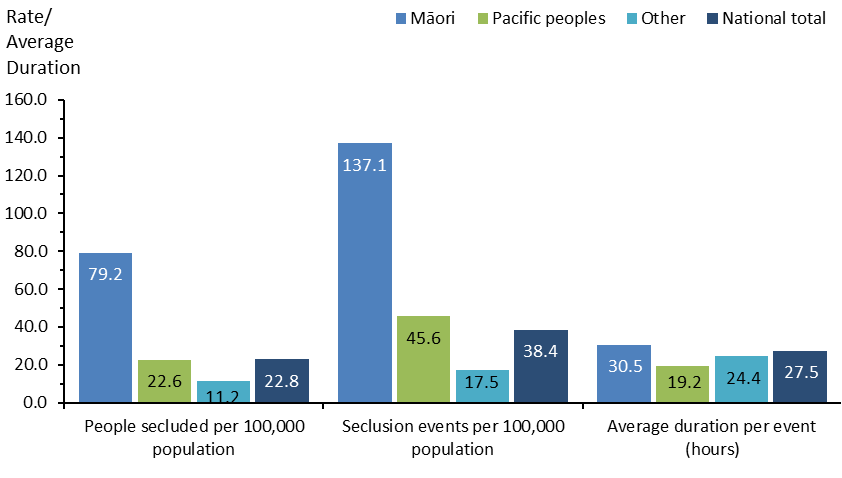 Rate/
Average
Duration
Māori
Pacific peoples
Other
National total
160.0
140.0
120.0
100.0
80.0
60.0
40.0
20.0
0.0
79.2
22.6
11.2
22.8
137.1
45.6
17.5
38.4
30.5
19.2
24.4
27.5
People secluded per 100,000
population
Seclusion events per 100,000
population
Average duration per event
(hours)